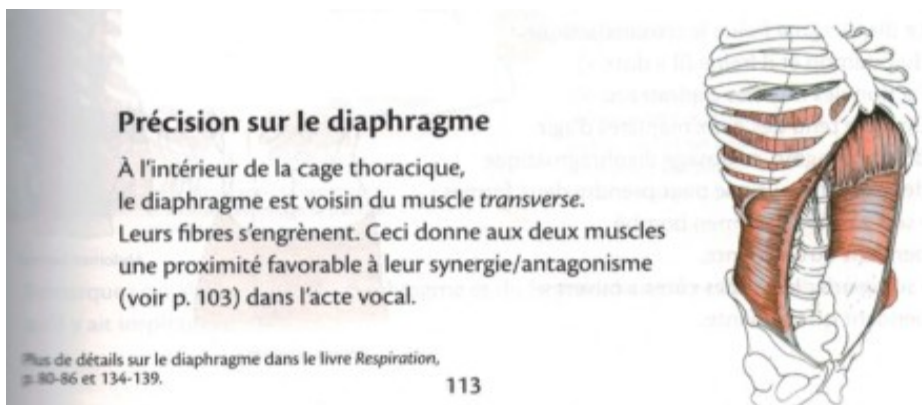 Précision sur le diaphragme
À l'intérieur de la cage thoracique,
le diaphragme est voisin du muscle transverse.
Leurs fibres s'engrènent. Ceci donne aux deux muscles
une proximité favorable à leur synergie/antagonisme
(voir p. 103) dans l'acte vocal.
Plus de détails sur le diaphragme dans le livre Respiration,
p. 80-86 et 134-139.
113